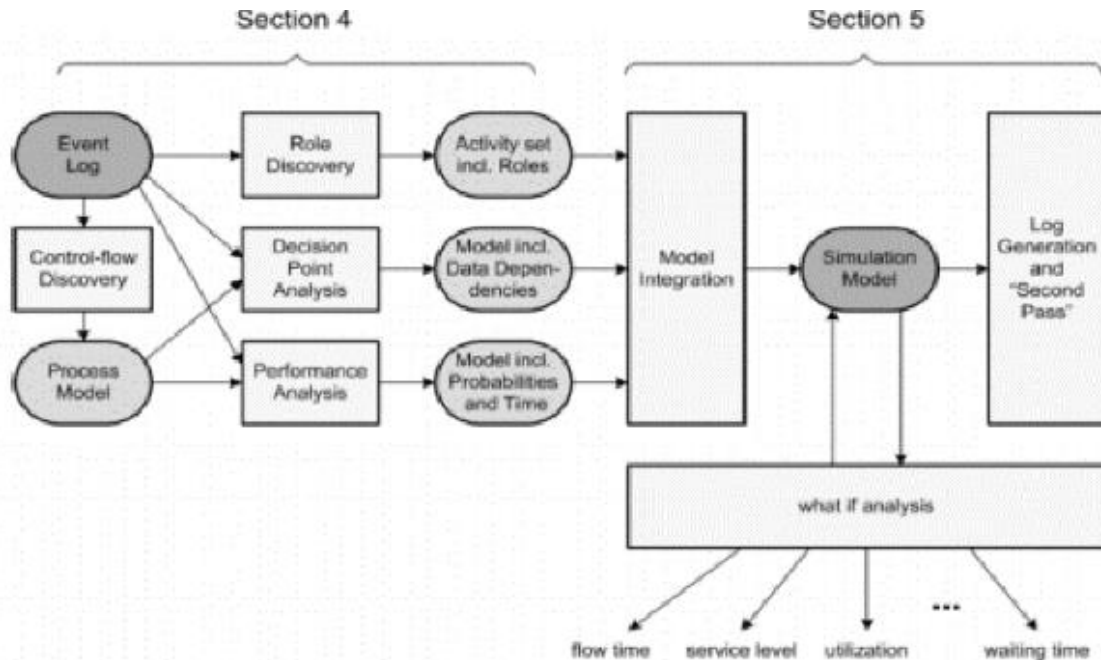 Section 4
Section 5
Event
Log
Role
Discovery
Activity set
incl. Roles
Control-flow
Discovery
Decision
Point
Analysis
Model incl.
Data Depen-
dencies
Process
Model
Performance
Analysis
Model incl.
Probabilities
and Time
Model
Integration
Simulation
Model
Log
Generation
and
"Second
Pass"
what if analysis
...
flow time
service level
utilization
waiting time